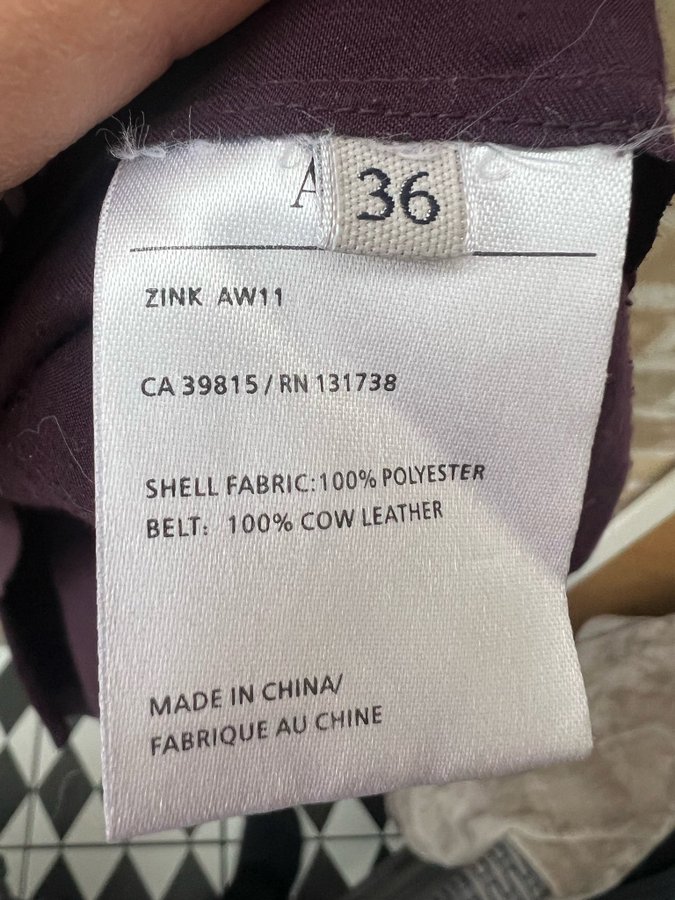 36
ZINK AW11
CA 39815 / RN 131738
SHELL FABRIC:100% POLYESTER
BELT: 100% COW LEATHER
MADE IN CHINA/
FABRIQUE AU CHINE